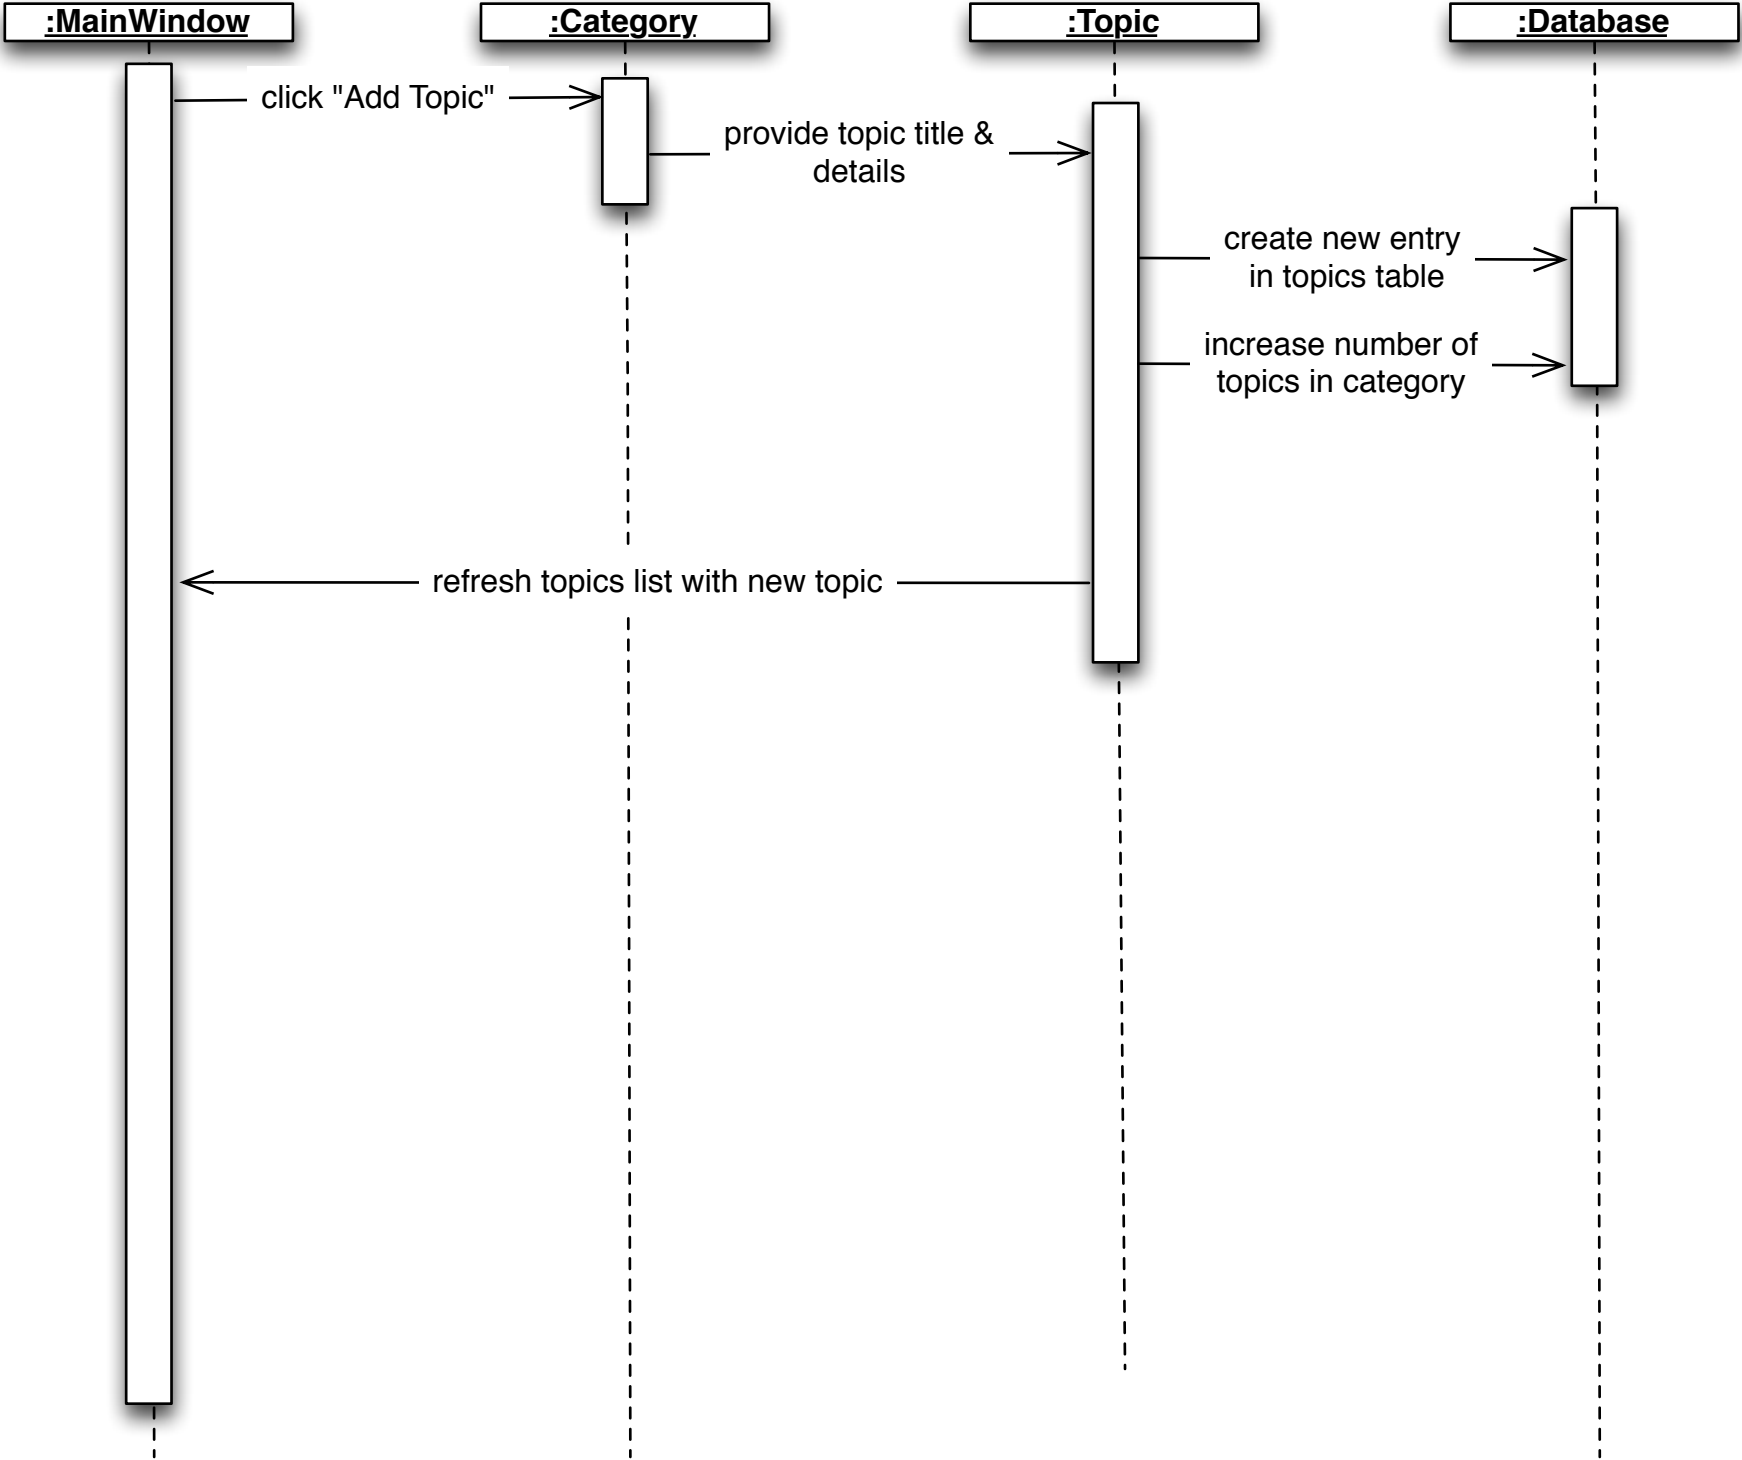 :MainWindow
:Category
:Topic
:Database
click "Add Topic"
provide topic title &
details
create new entry
in topics table
increase number of
topics in category
refresh topics list with new topic